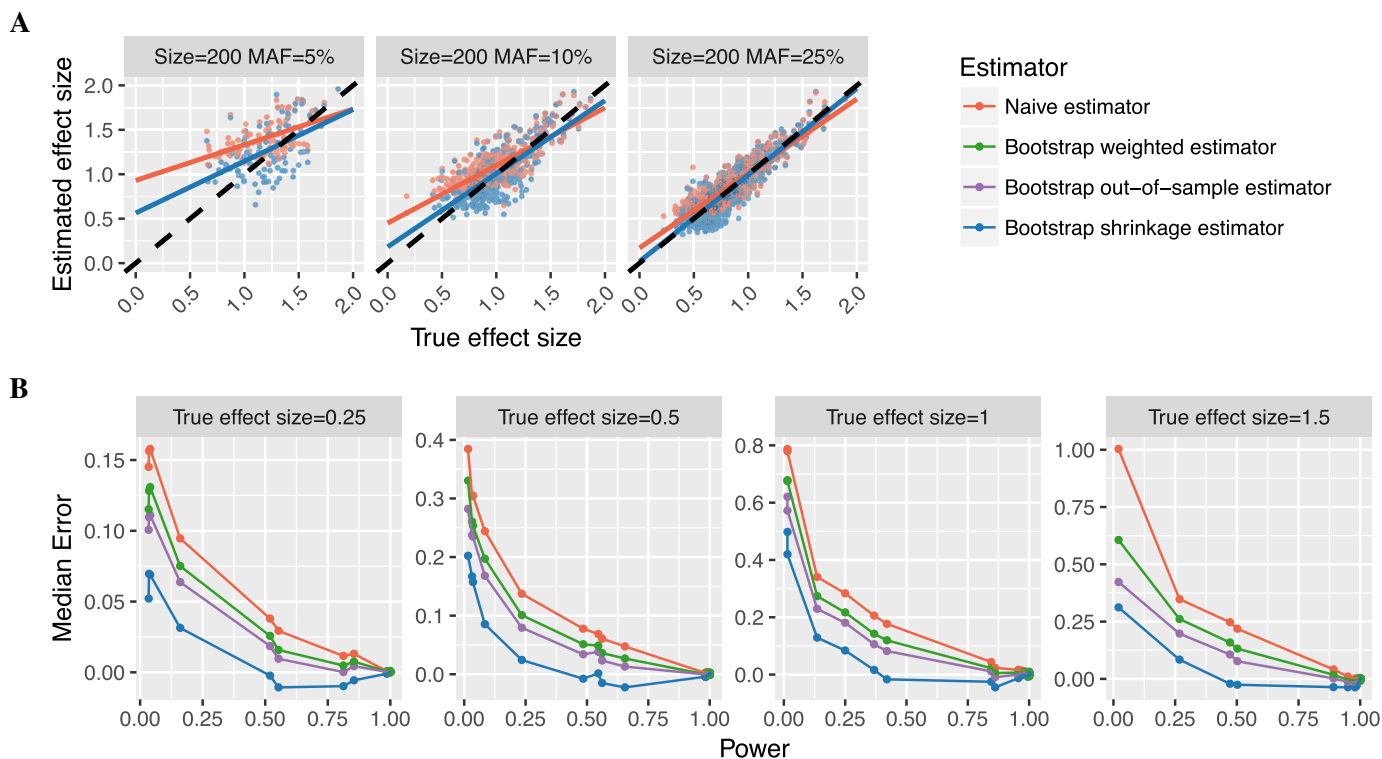 A
Size=200 MAF=5%
Size=200 MAF=10%
Size=200 MAF=25%
Estimated effect size
2.0
1.5
1.0
0.5
0.0
0.0 0.5 1.0 1.5 2.0
0.0 0.5 1.0 1.5 2.0
0.0 0.5 1.0 1.5 2.0
True effect size
Estimator
Naive estimator
Bootstrap weighted estimator
Bootstrap out−of−sample estimator
Bootstrap shrinkage estimator
B
True effect size=0.25
True effect size=0.5
True effect size=1
True effect size=1.5
Median Error
0.15
0.10
0.05
0.00
0.00 0.25 0.50 0.75 1.00
0.4
0.3
0.2
0.1
0.0
0.00 0.25 0.50 0.75 1.00
0.8
0.6
0.4
0.2
0.0
0.00 0.25 0.50 0.75 1.00
1.00
0.75
0.50
0.25
0.00
0.00 0.25 0.50 0.75 1.00
Power